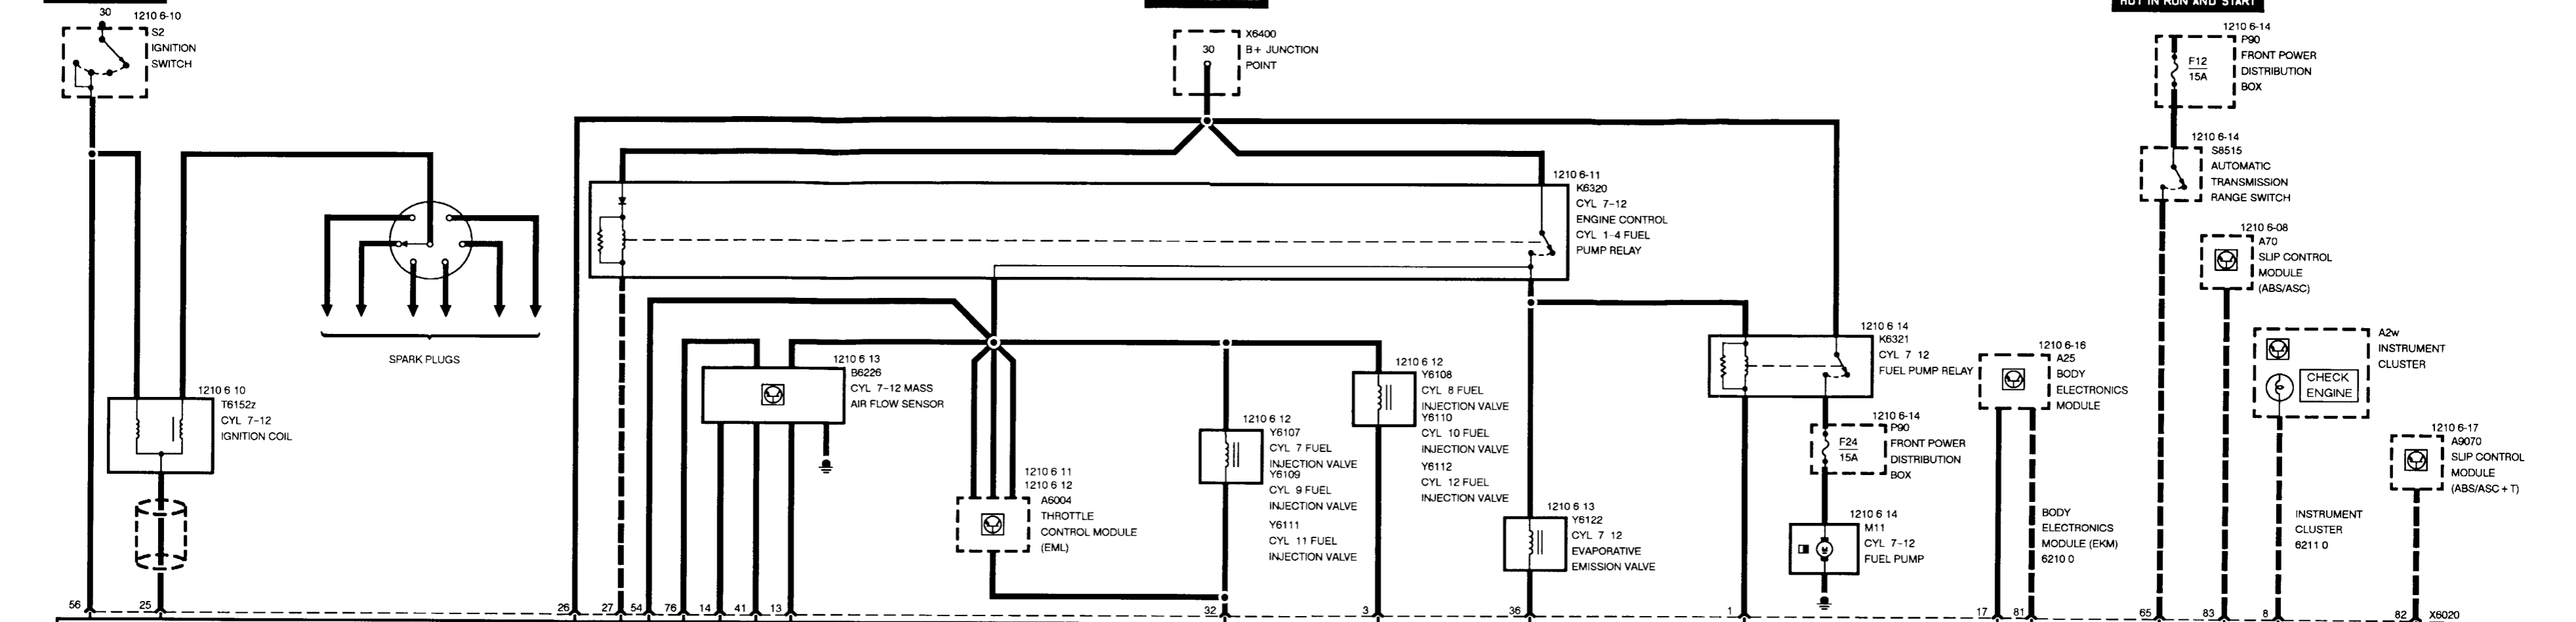 HOT IN RUN AND START
30
1210 6-10
S2
IGNITION
SWITCH
X6400
30
B+ JUNCTION
POINT
1210 6-14
P90
FRONT POWER
DISTRIBUTION
BOX
F12
15A
1210 6-14
S8515
AUTOMATIC
TRANSMISSION
RANGE SWITCH
1210 6-11
K6320
CYL 7-12
ENGINE CONTROL
CYL 1-4 FUEL
PUMP RELAY
1210 6-08
A70
SLIP CONTROL
MODULE
(ABS/ASC)
SPARK PLUGS
1210 6 10
T6152z
CYL 7-12
IGNITION COIL
1210 6 13
B6226
CYL 7-12 MASS
AIR FLOW SENSOR
1210 6 11
1210 6 12
A6004
THROTTLE
CONTROL MODULE
(EML)
1210 6 12
Y6107
CYL 7 FUEL
INJECTION VALVE
Y6109
CYL 9 FUEL
INJECTION VALVE
Y6111
CYL 11 FUEL
INJECTION VALVE
1210 6 12
Y6108
CYL 8 FUEL
INJECTION VALVE
Y6110
CYL 10 FUEL
INJECTION VALVE
Y6112
CYL 12 FUEL
INJECTION VALVE
1210 6 13
Y6122
CYL 7 12
EVAPORATIVE
EMISSION VALVE
1210 6 14
K6321
CYL 7 12
FUEL PUMP RELAY
1210 6-14
P90
FRONT POWER
DISTRIBUTION
BOX
F24
15A
1210 6 14
M11
CYL 7-12
FUEL PUMP
M
1210 6-16
A25
BODY
ELECTRONICS
MODULE
BODY
ELECTRONICS
MODULE (EKM)
6210 0
A2w
INSTRUMENT
CLUSTER
CHECK
ENGINE
INSTRUMENT
CLUSTER
6211 0
1210 6-17
A9070
SLIP CONTROL
MODULE
(ABS/ASC + T)
56 25 26 27 54 76 14 41 13 32 3 36 1 17 81 65 83 8 82 X6020